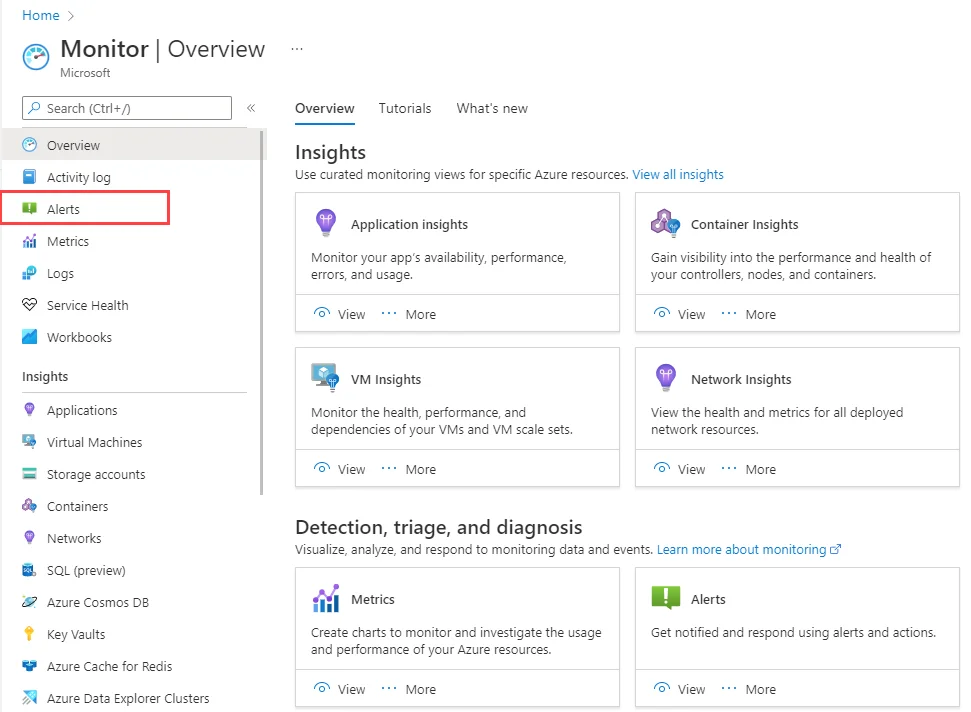 Home
Monitor | Overview ...
Microsoft
Search (Ctrl+/)
«
Overview
Activity log
Alerts
Metrics
Logs
Service Health
Workbooks
Insights
Applications
Virtual Machines
Storage accounts
Containers
Networks
SQL (preview)
Azure Cosmos DB
Key Vaults
Azure Cache for Redis
Azure Data Explorer Clusters
Overview Tutorials What's new
Insights
Use curated monitoring views for specific Azure resources. View all insights
Application insights
Monitor your app's availability, performance,
errors, and usage.
View ... More
Container Insights
Gain visibility into the performance and health of
your controllers, nodes, and containers.
View ... More
VM Insights
Monitor the health, performance, and
dependencies of your VMs and VM scale sets.
View ... More
Network Insights
View the health and metrics for all deployed
network resources.
View ... More
Detection, triage, and diagnosis
Visualize, analyze, and respond to monitoring data and events. Learn more about monitoring
Metrics
Create charts to monitor and investigate the usage
and performance of your Azure resources.
View ... More
Alerts
Get notified and respond using alerts and actions.
View ... More